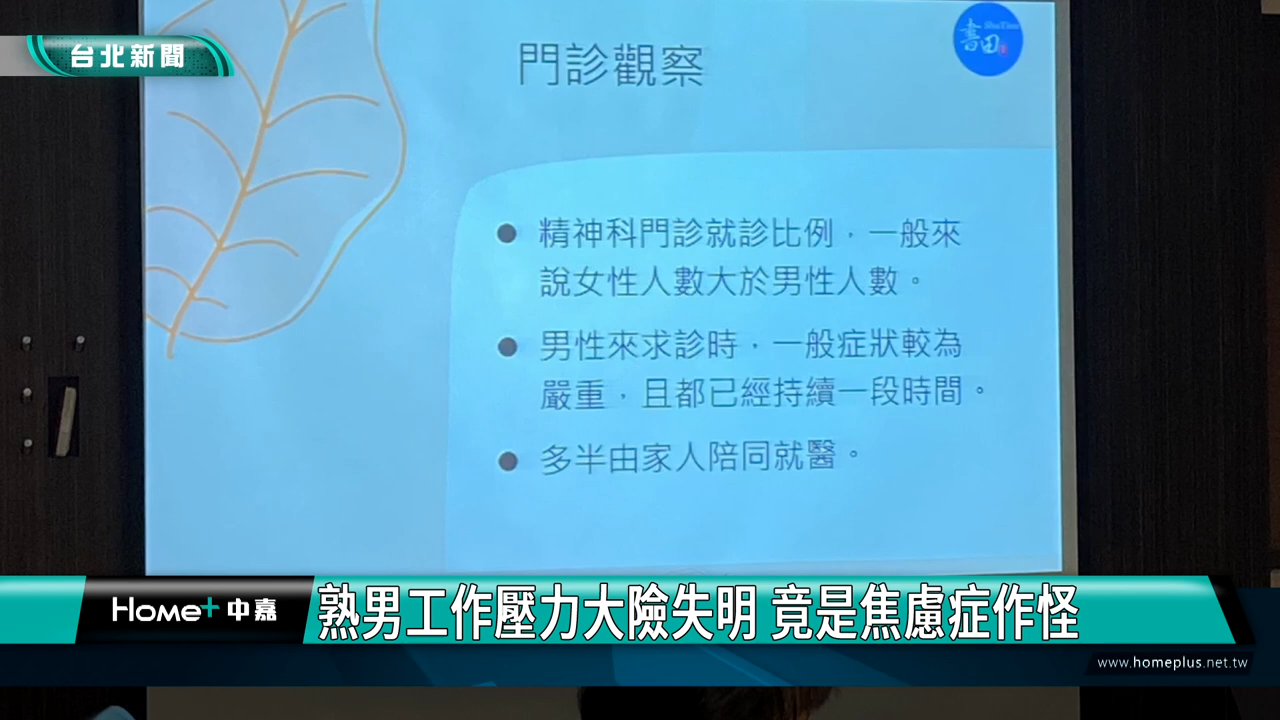 台北新聞
書田
ShuTien
門診觀察
精神科門診就診比例，一般來
說女性人數大於男性人數。
男性來求診時，一般症狀較為
嚴重，且都已經持續一段時間。
多半由家人陪同就醫。
Home+ 中嘉
熟男工作壓力大險失明 竟是焦慮症作怪
www.homeplus.net.tw